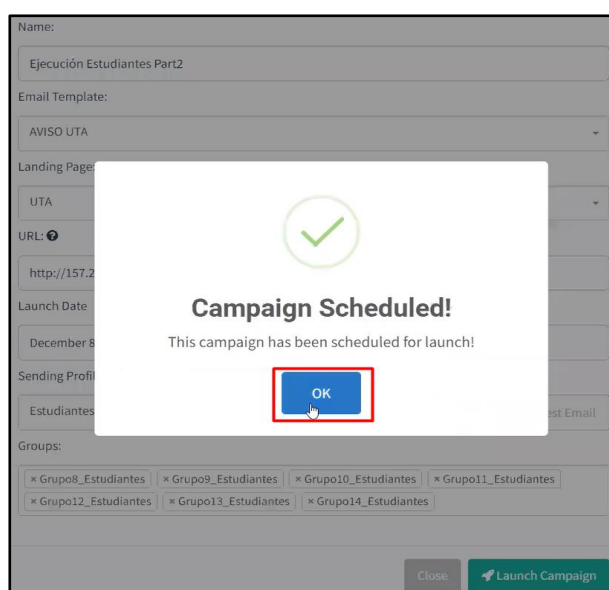 Name:
Ejecución Estudiantes Part2
Email Template:
AVISO UTA
Landing Page:
UTA
URL:
http://157.2
Launch Date
Campaign Scheduled!
December 8
This campaign has been scheduled for launch!
Sending Profil
OK
Estudiantes
est Email
Groups:
× Grupo8_Estudiantes × Grupo9_Estudiantes × Grupo10_Estudiantes × Grupo11_Estudiantes
× Grupo12_Estudiantes × Grupo13_Estudiantes × Grupo14_Estudiantes
Close Launch Campaign